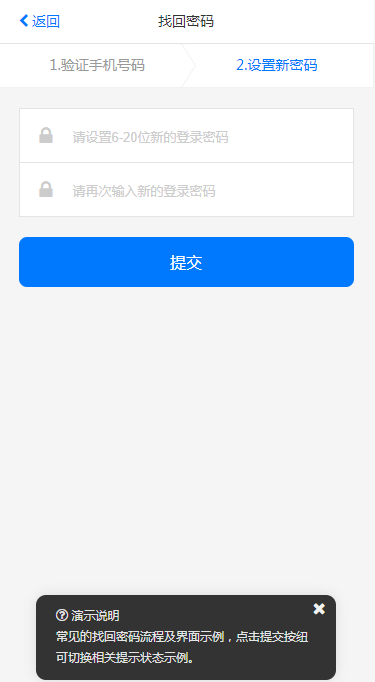 返回
找回密码
1.验证手机号码
2.设置新密码
请设置6-20位新的登录密码
请再次输入新的登录密码
提交
演示说明
常见的找回密码流程及界面示例，点击提交按纽
可切换相关提示状态示例。